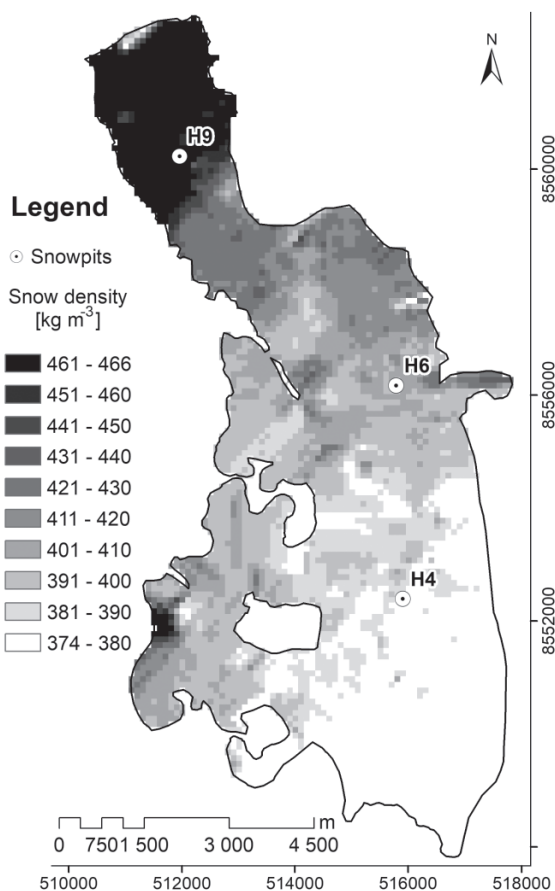 N
H9
8560000
Legend
Snowpits
Snow density
[kg m-3]
H6
461 - 466
451 - 460
8556000
441 - 450
431 - 440
421 - 430
411 - 420
401 - 410
391 - 400
H4
381 - 390
8552000
374 - 380
m
0 750 1 500 3 000 4 500
510000 512000 514000 516000 518000